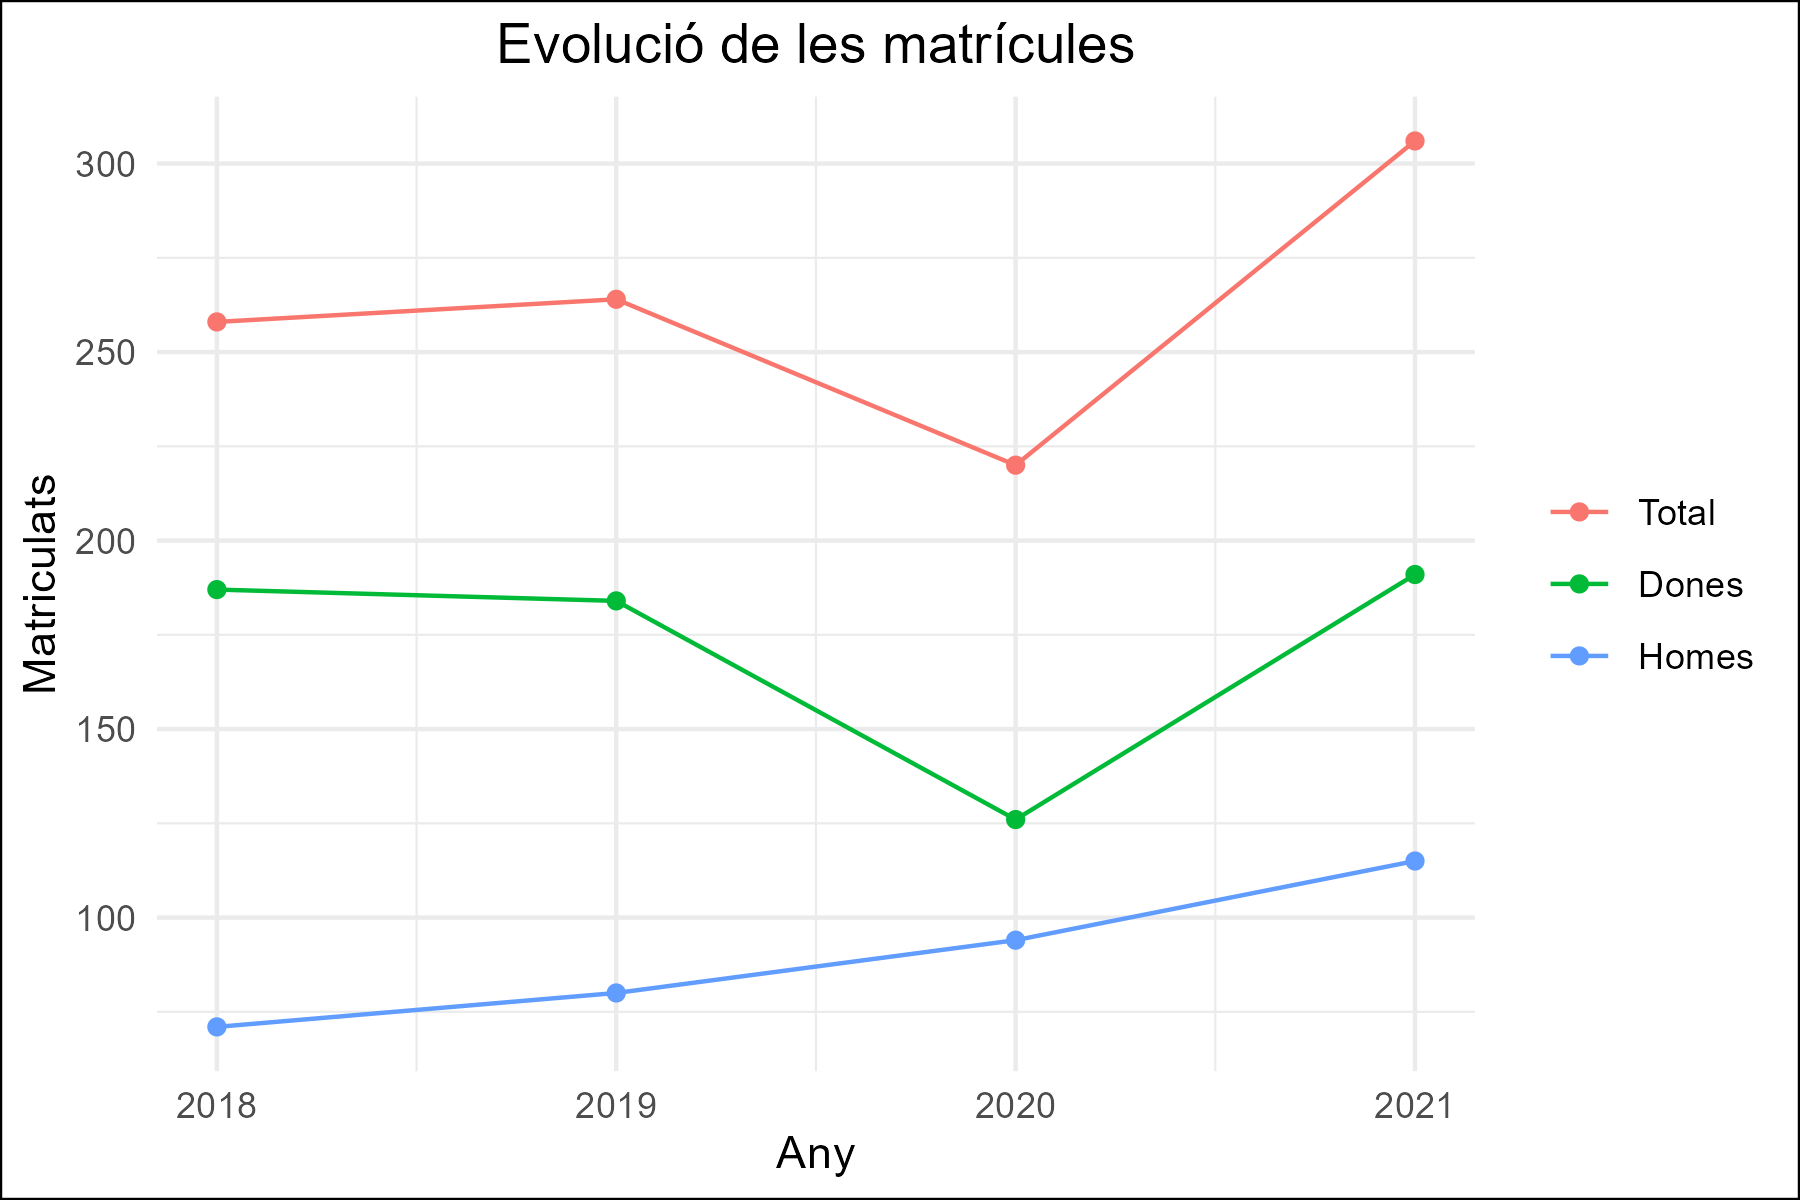 Evolució de les matrícules
Matriculats
300
250
200
150
100
2018
2019
2020
2021
Any
Total
Dones
Homes